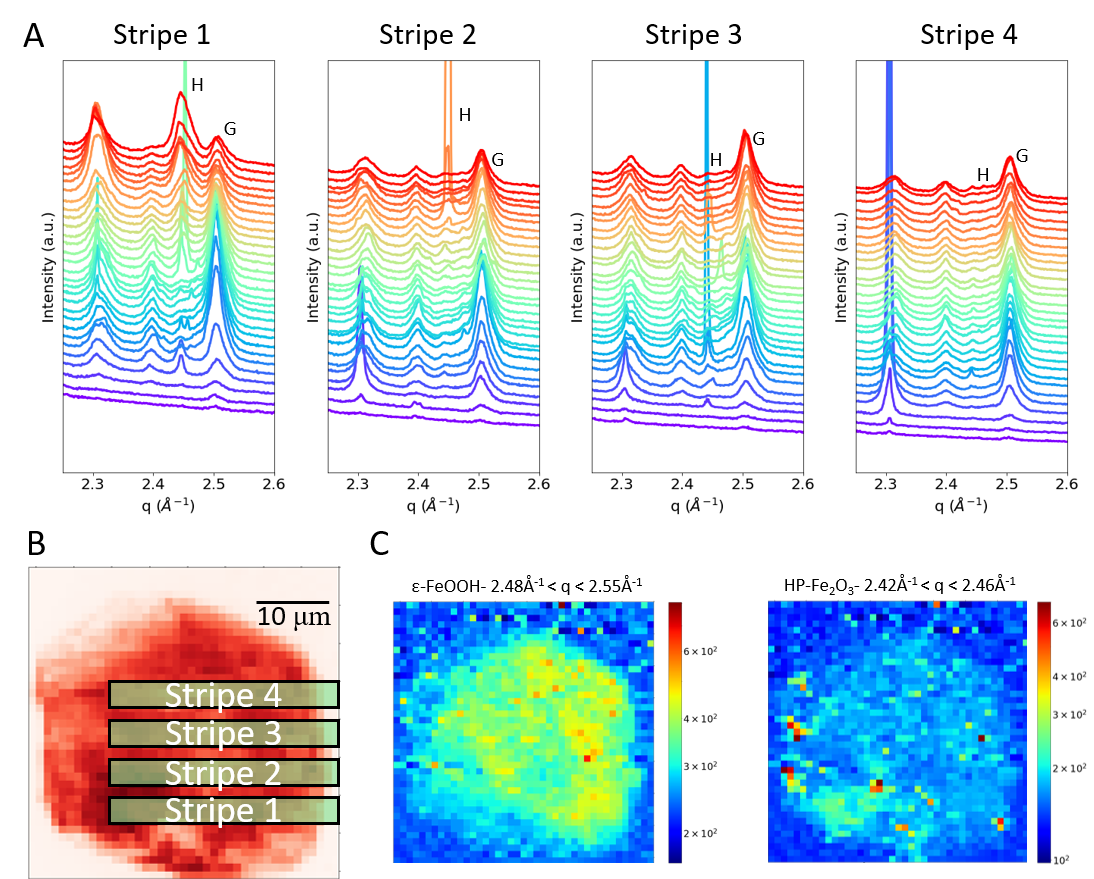 A
Stripe 1
Stripe 2
Stripe 3
Stripe 4
H
G
H
G
H
G
H
G
Intensity (a.u.)
Intensity (a.u.)
Intensity (a.u.)
Intensity (a.u.)
2.3 2.4 2.5 2.6
2.3 2.4 2.5 2.6
2.3 2.4 2.5 2.6
2.3 2.4 2.5 2.6
q (Å⁻¹)
q (Å⁻¹)
q (Å⁻¹)
q (Å⁻¹)
B
10 μm
Stripe 4
Stripe 3
Stripe 2
Stripe 1
C
ε-FeOOH- 2.48Å⁻¹ < q < 2.55Å⁻¹
6 × 10²
4 × 10²
3 × 10²
2 × 10²
HP-Fe₂O₃- 2.42Å⁻¹ < q < 2.46Å⁻¹
6 × 10²
4 × 10²
3 × 10²
2 × 10²
10²